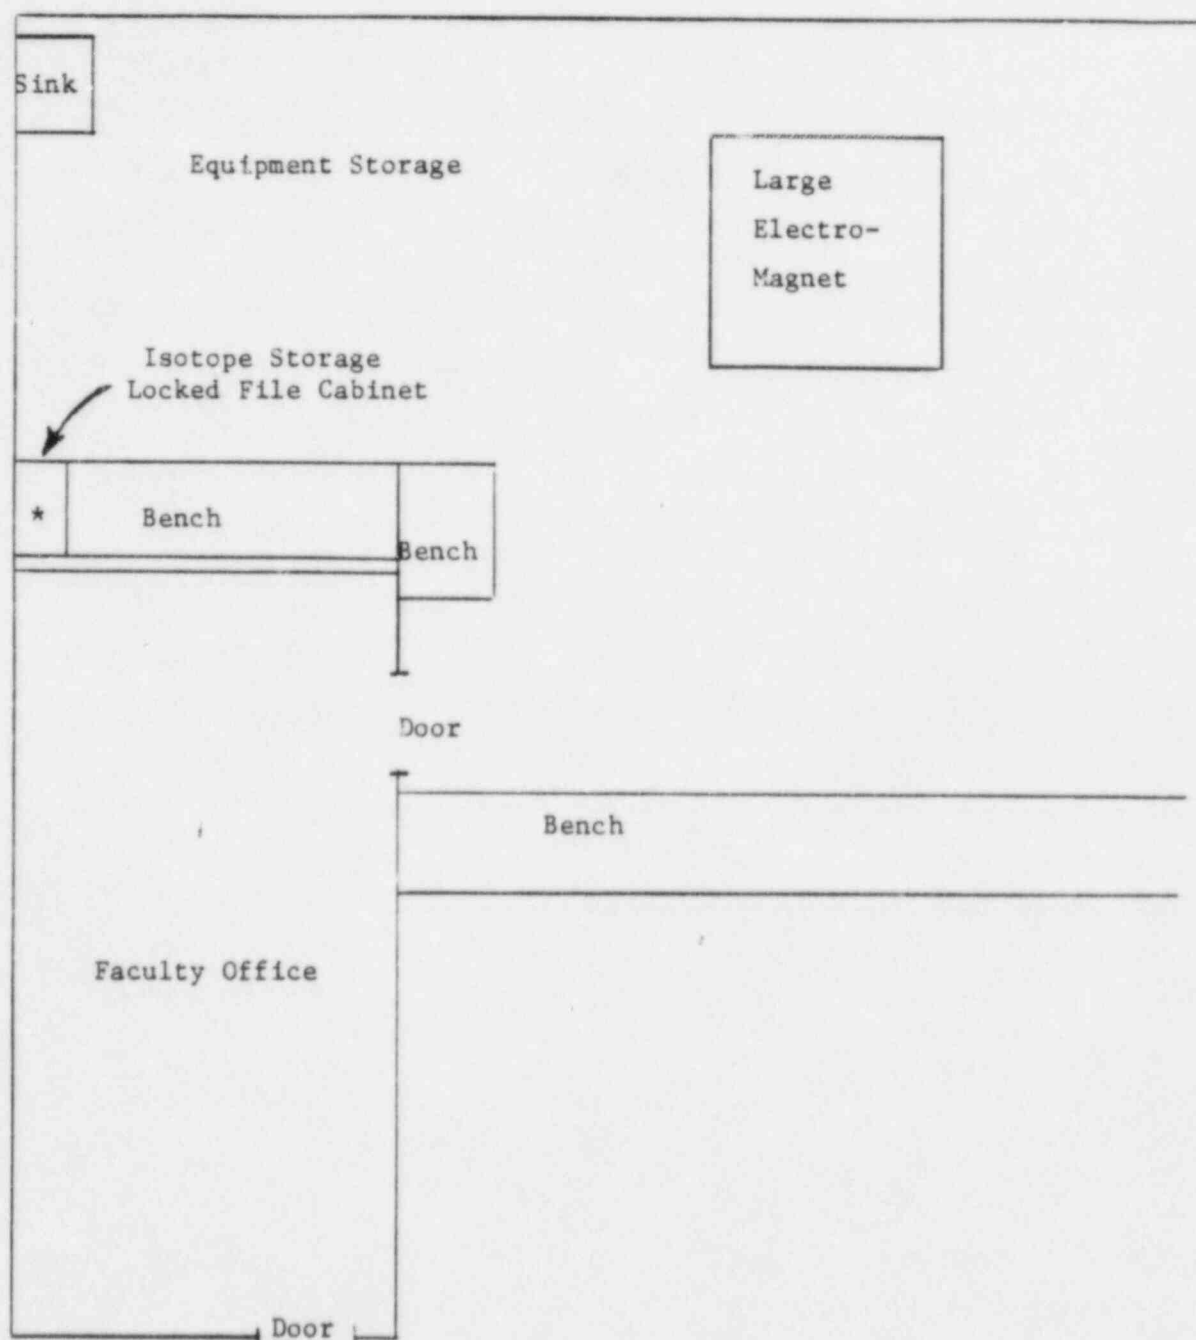 Sink
Equipment Storage
Large
Electro-
Magnet
Isotope Storage
Locked File Cabinet
*
Bench
Bench
Door
Bench
Faculty Office
Door